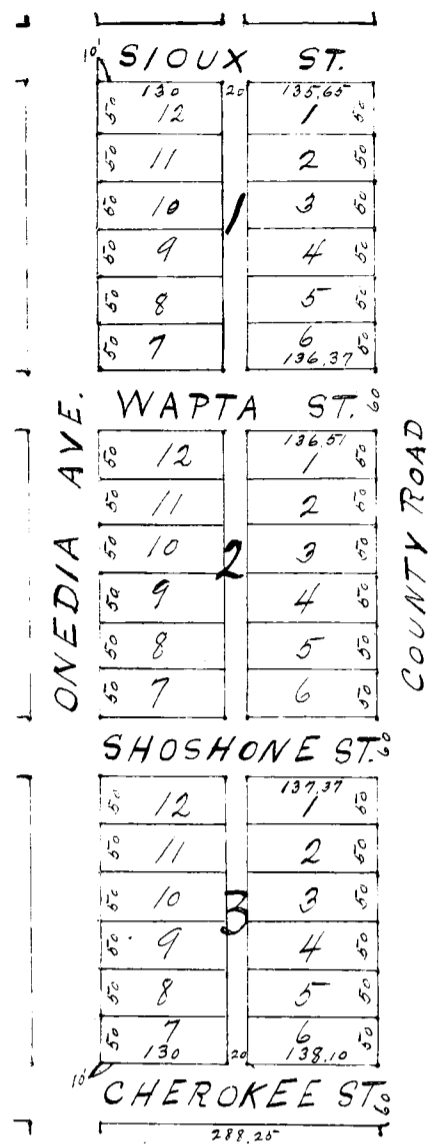 10'
SIOUX ST.
130 20 135.65
50 12 1 50
50 11 2 50
50 10 3 50
1
50 9 4 50
50 8 5 50
50 7 6 50
136.37
WAPTA ST. 60
ONEDIA AVE.
COUNTY ROAD
136.51
50 12 1 50
50 11 2 50
50 10 3 50
2
50 9 4 50
50 8 5 50
50 7 6 50
SHOSHONE ST. 60
137.37
50 12 1 50
50 11 2 50
50 10 3 50
3
50 9 4 50
50 8 5 50
50 7 6 50
130 20 138.10
10'
CHEROKEE ST. 60
288.25